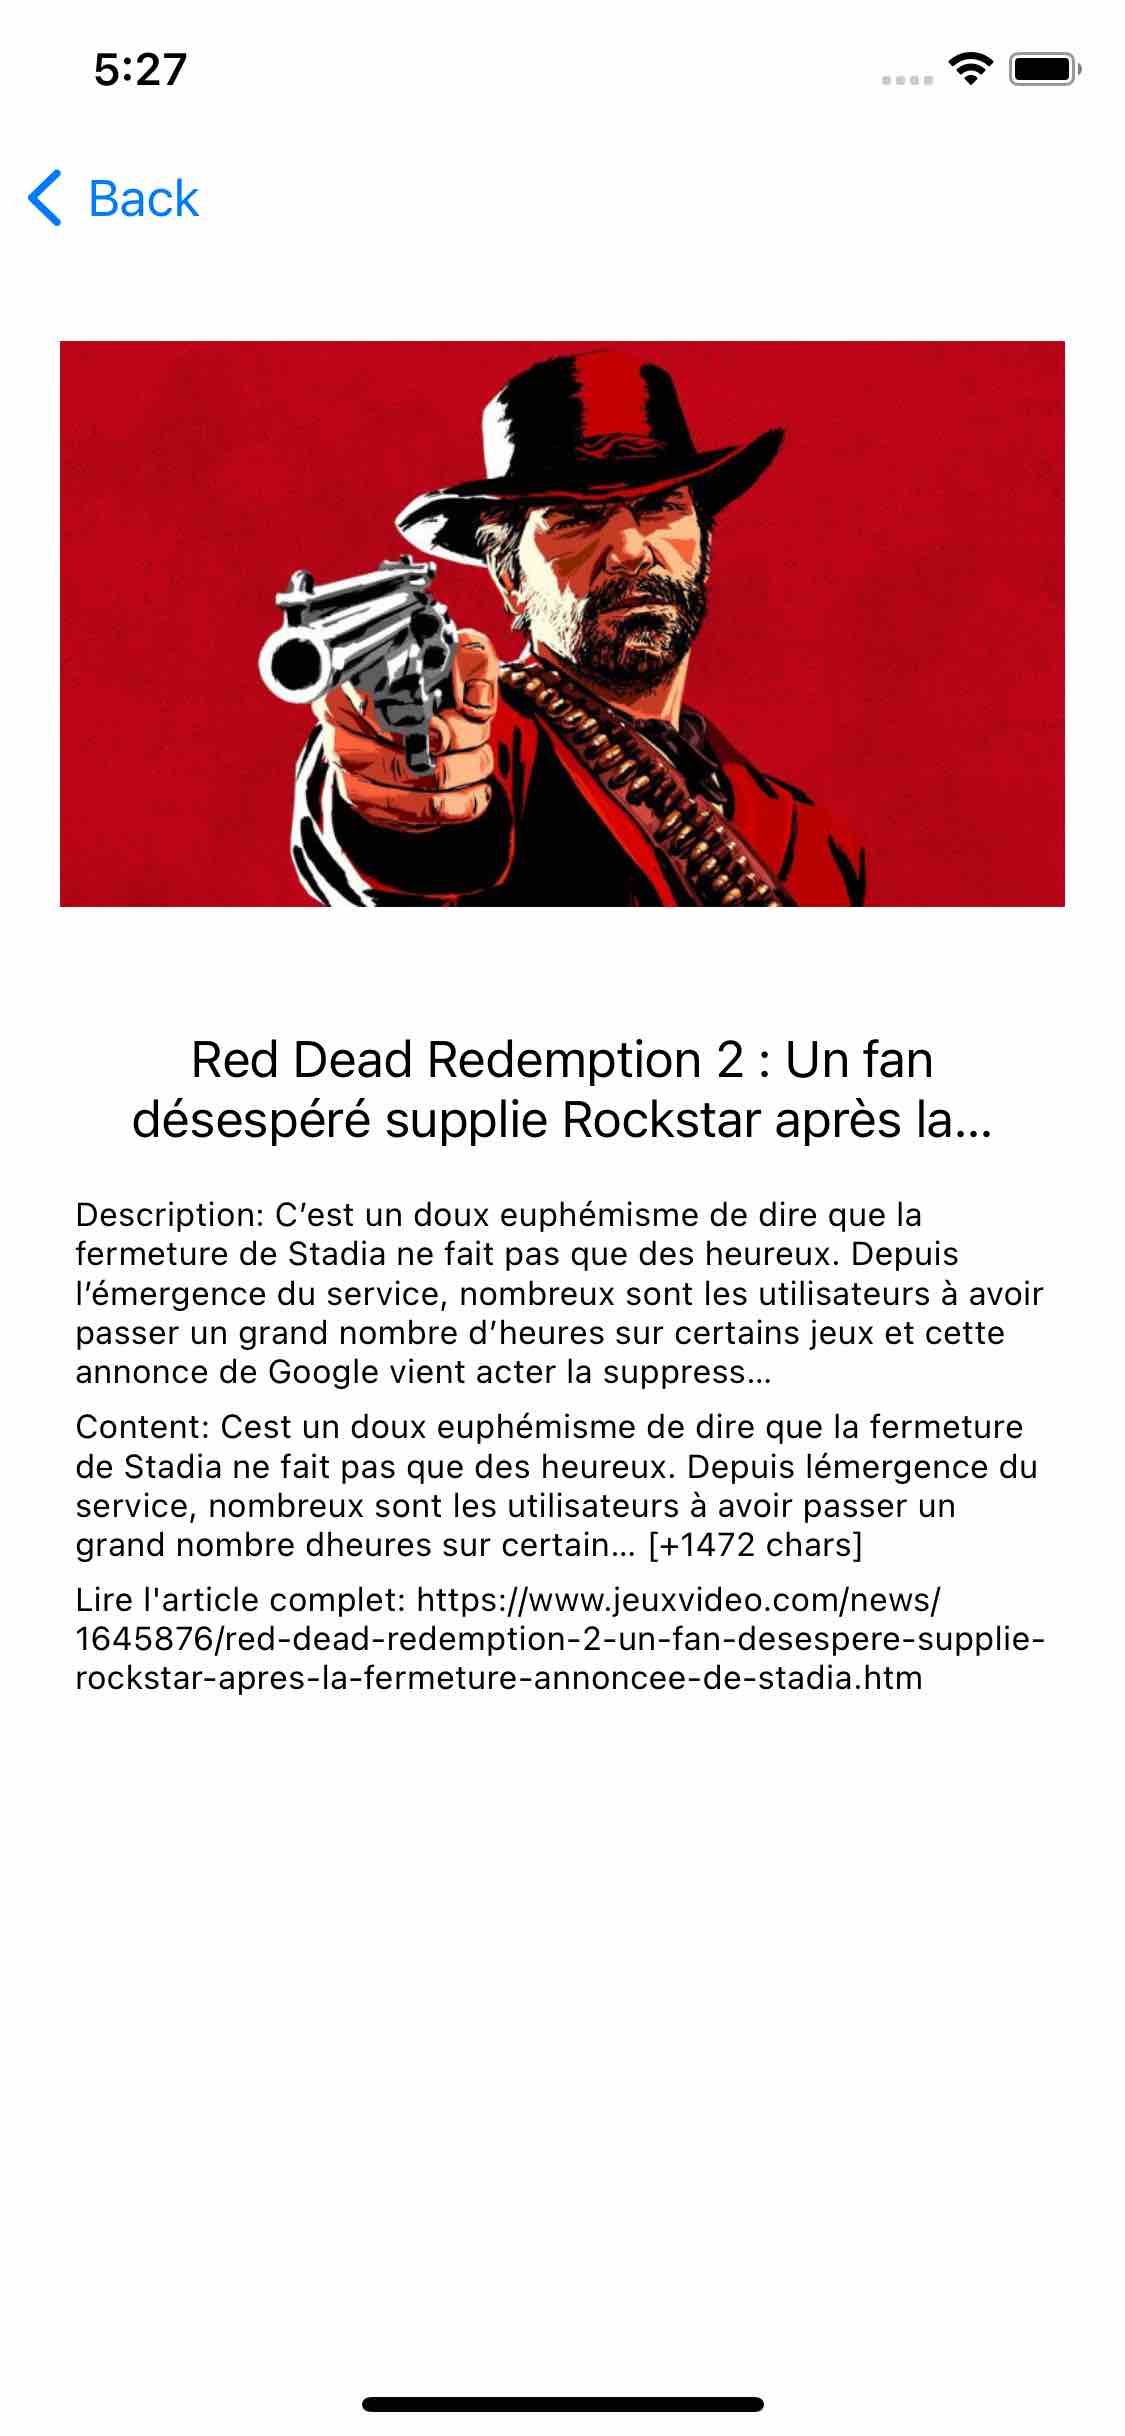 5:27
Back
Red Dead Redemption 2 : Un fan
désespéré supplie Rockstar après la...
Description: C’est un doux euphémisme de dire que la
fermeture de Stadia ne fait pas que des heureux. Depuis
l’émergence du service, nombreux sont les utilisateurs à avoir
passer un grand nombre d’heures sur certains jeux et cette
annonce de Google vient acter la suppress...
Content: Cest un doux euphémisme de dire que la fermeture
de Stadia ne fait pas que des heureux. Depuis lémergence du
service, nombreux sont les utilisateurs à avoir passer un
grand nombre dheures sur certain... [+1472 chars]
Lire l'article complet: https://www.jeuxvideo.com/news/
1645876/red-dead-redemption-2-un-fan-desespere-supplie-
rockstar-apres-la-fermeture-annoncee-de-stadia.htm